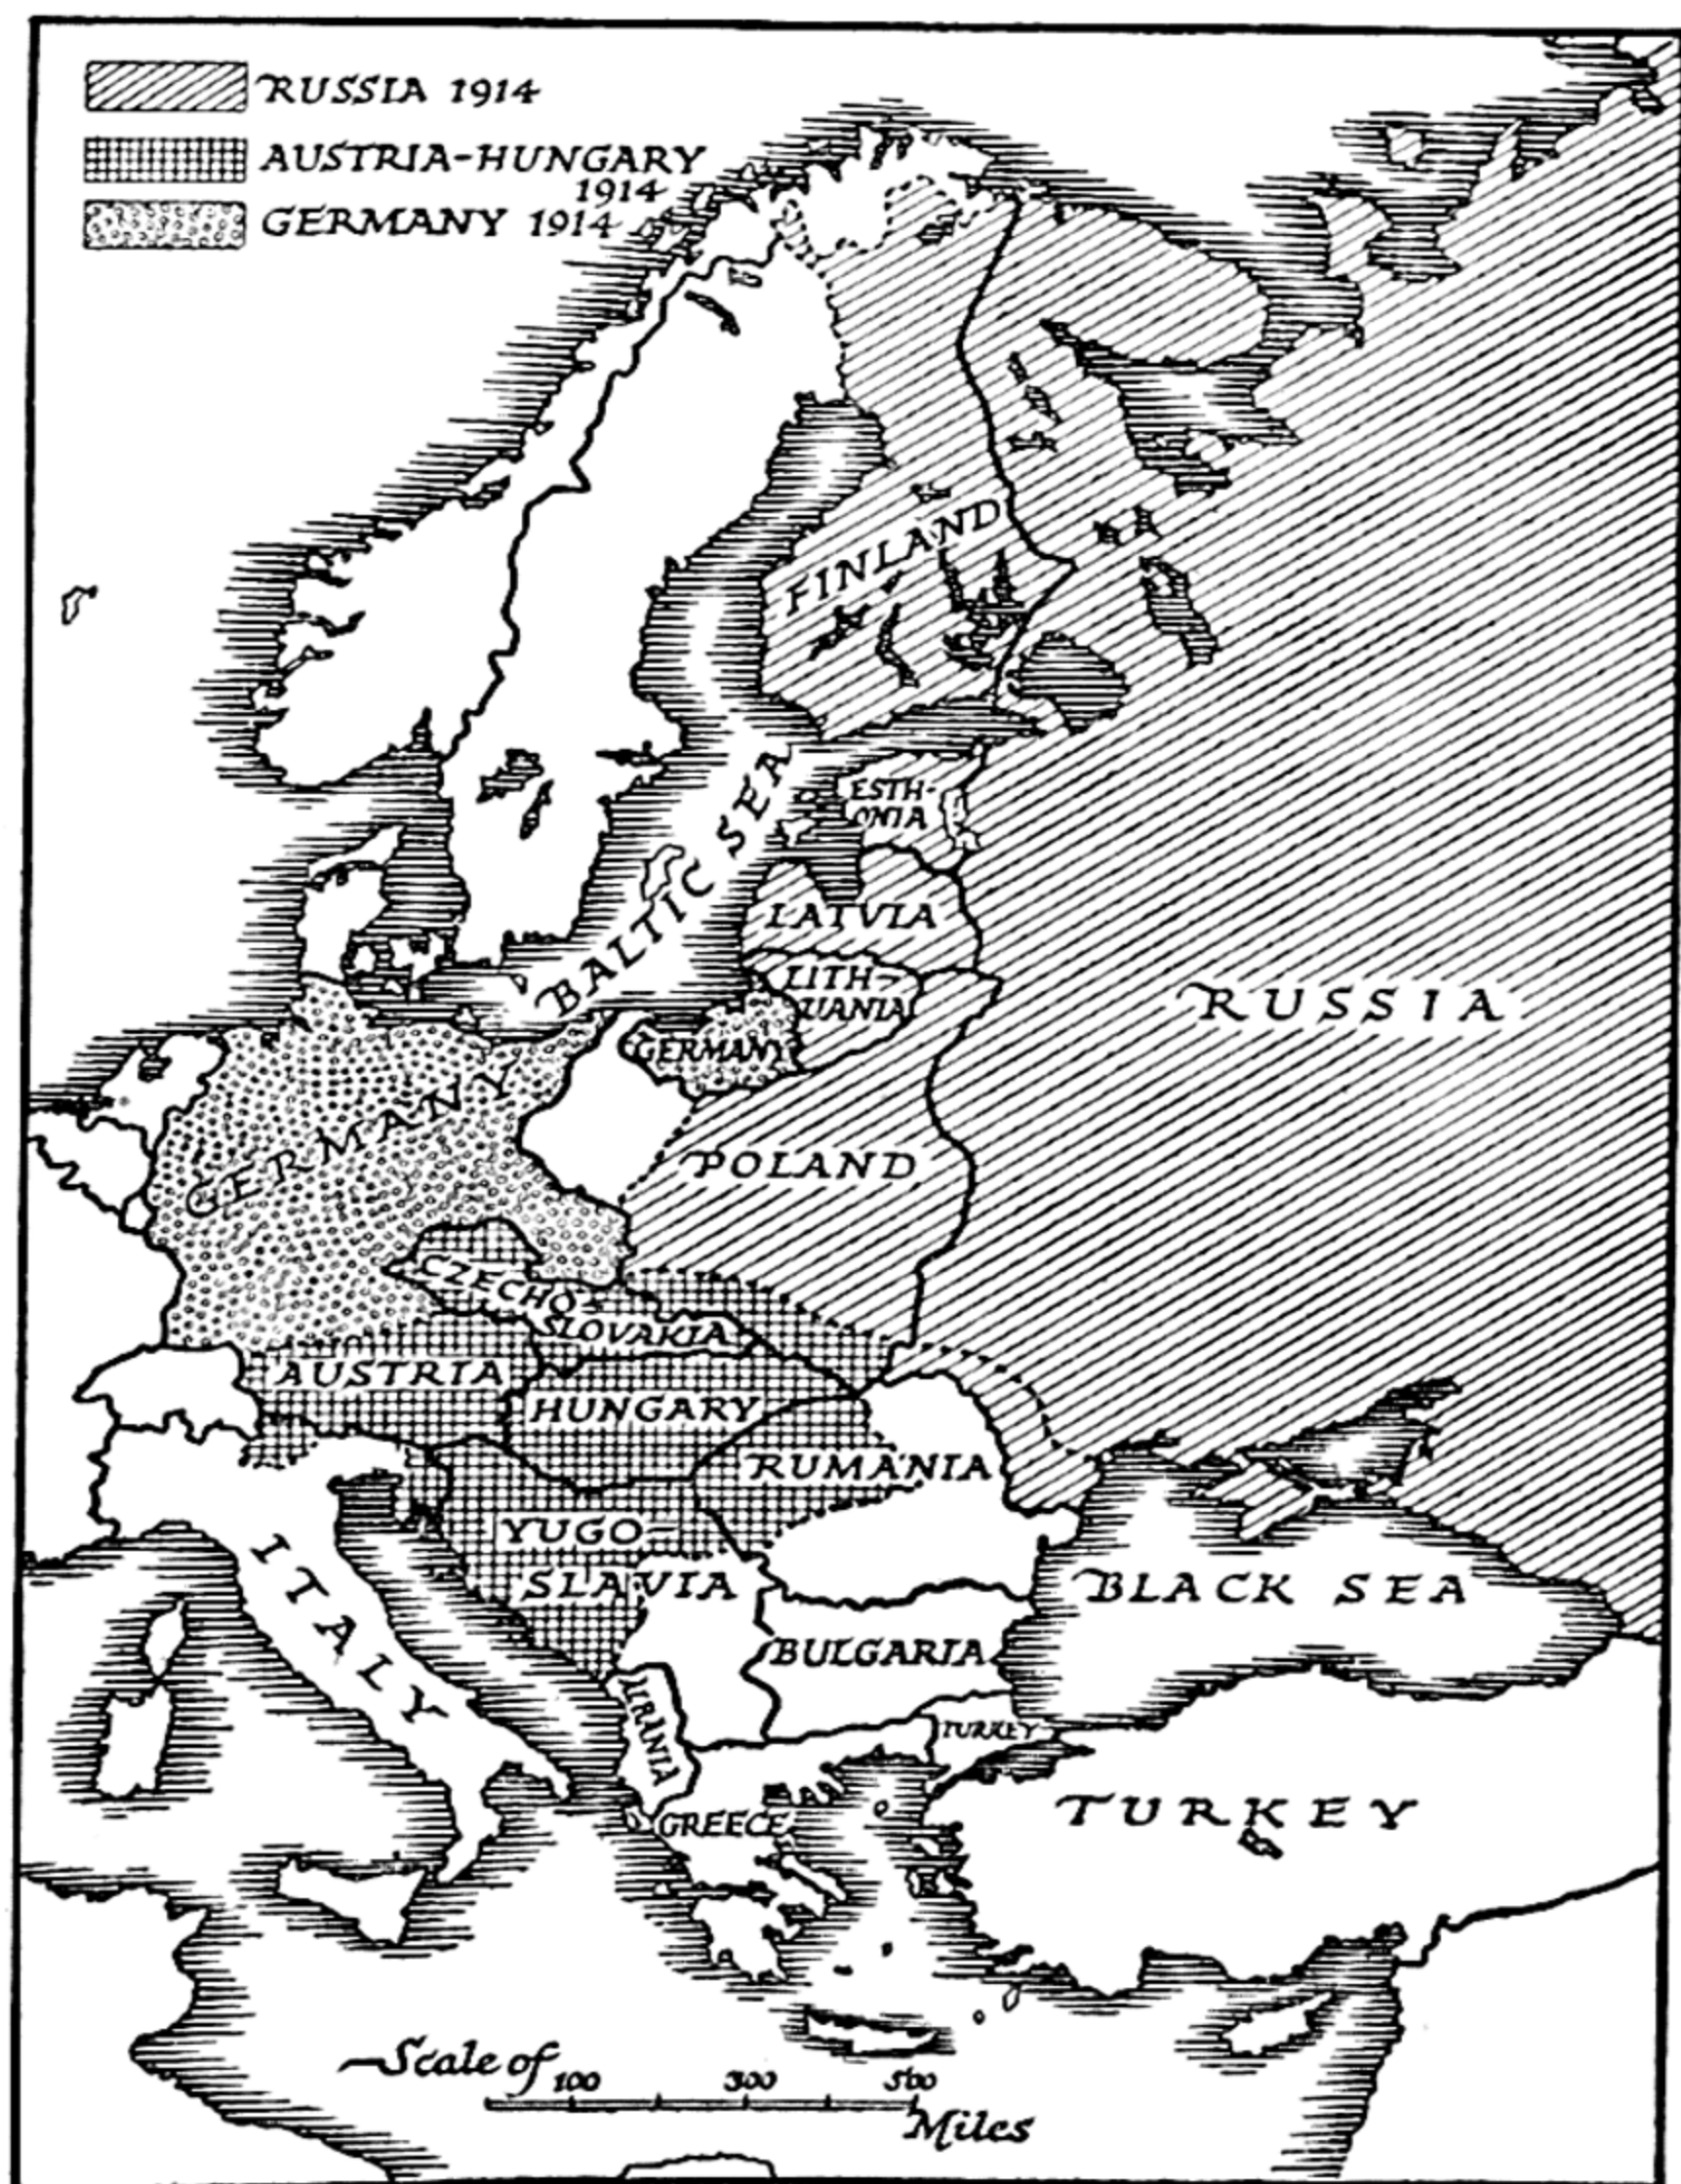 RUSSIA 1914
AUSTRIA-HUNGARY
1914
GERMANY 1914
FINLAND
BALTIC SEA
ESTH-
ONIA
LATVIA
LITH-
UANIA
RUSSIA
GERMANY
GERMANY
POLAND
CZECHO-
SLOVAKIA
AUSTRIA
HUNGARY
RUMANIA
YUGO-
SLAVIA
ITALY
BLACK SEA
BULGARIA
ALBANIA
TURKEY
TURKEY
GREECE
Scale of
100 300 500
Miles